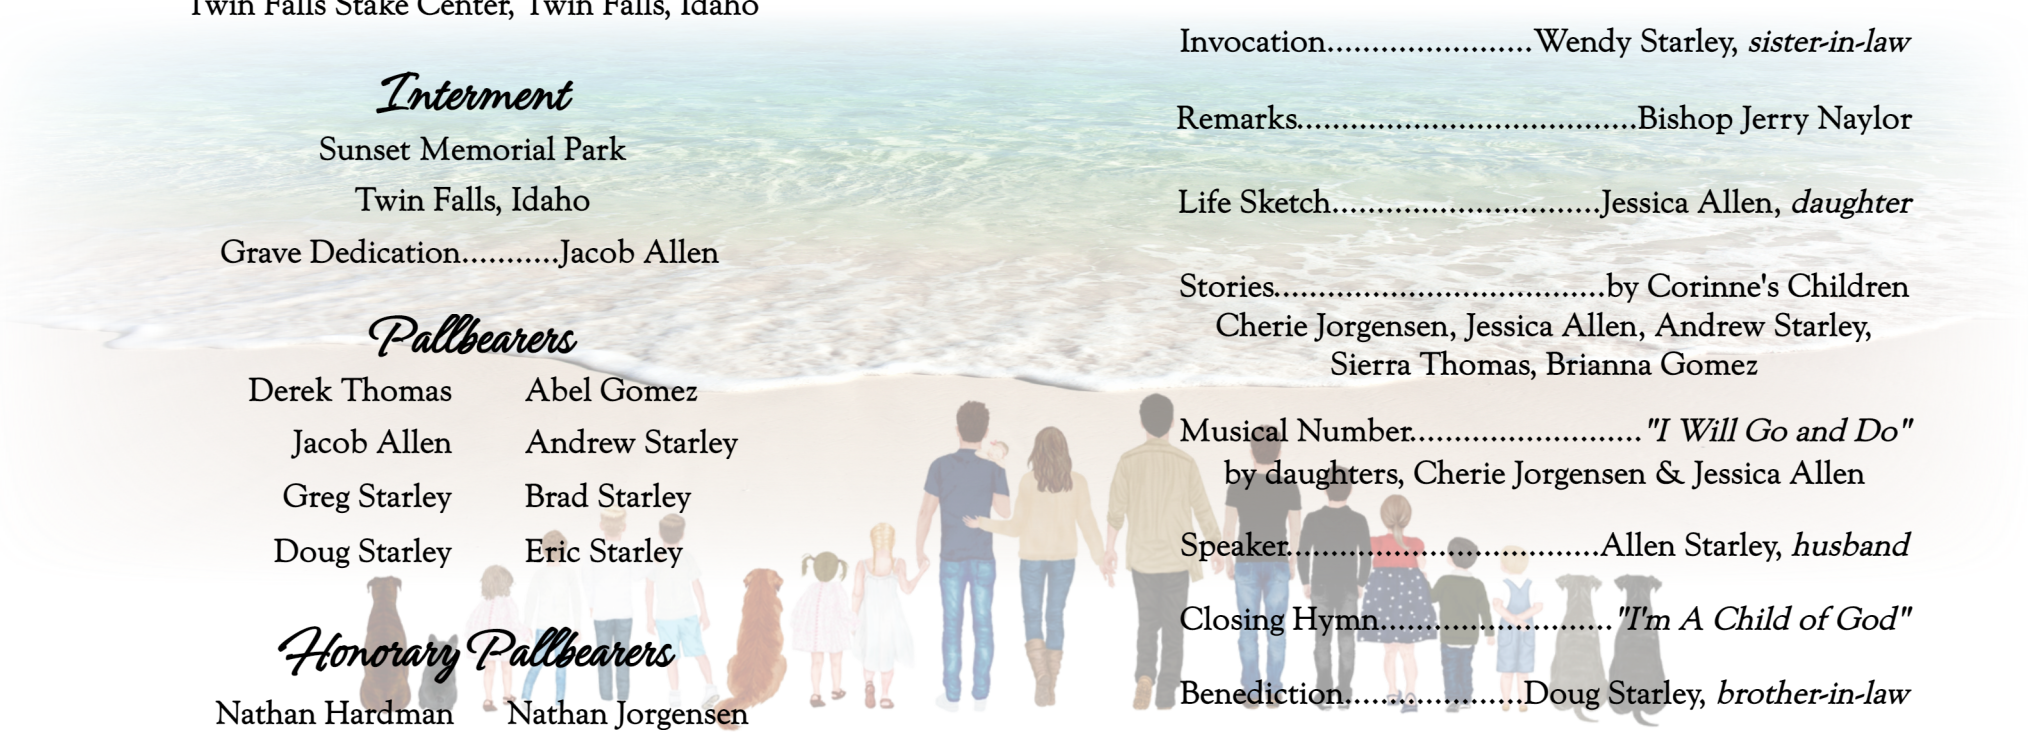 Twin Falls Stake Center, Twin Falls, Idaho
Interment
Sunset Memorial Park
Twin Falls, Idaho
Grave Dedication...........Jacob Allen
Pallbearers
Derek Thomas Abel Gomez
Jacob Allen Andrew Starley
Greg Starley Brad Starley
Doug Starley Eric Starley
Honorary Pallbearers
Nathan Hardman Nathan Jorgensen
Invocation.......................Wendy Starley, sister-in-law
Remarks......................................Bishop Jerry Naylor
Life Sketch..............................Jessica Allen, daughter
Stories.....................................by Corinne's Children
Cherie Jorgensen, Jessica Allen, Andrew Starley,
Sierra Thomas, Brianna Gomez
Musical Number..........................."I Will Go and Do"
by daughters, Cherie Jorgensen & Jessica Allen
Speaker...................................Allen Starley, husband
Closing Hymn.........................."I'm A Child of God"
Benediction....................Doug Starley, brother-in-law